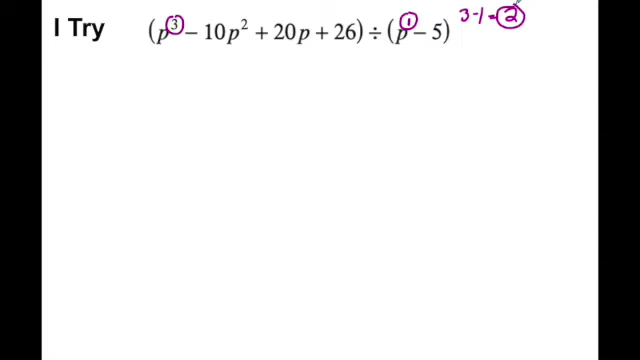 I Try (p³ − 10p² + 20p + 26) ÷ (p¹ − 5) 3-1=2